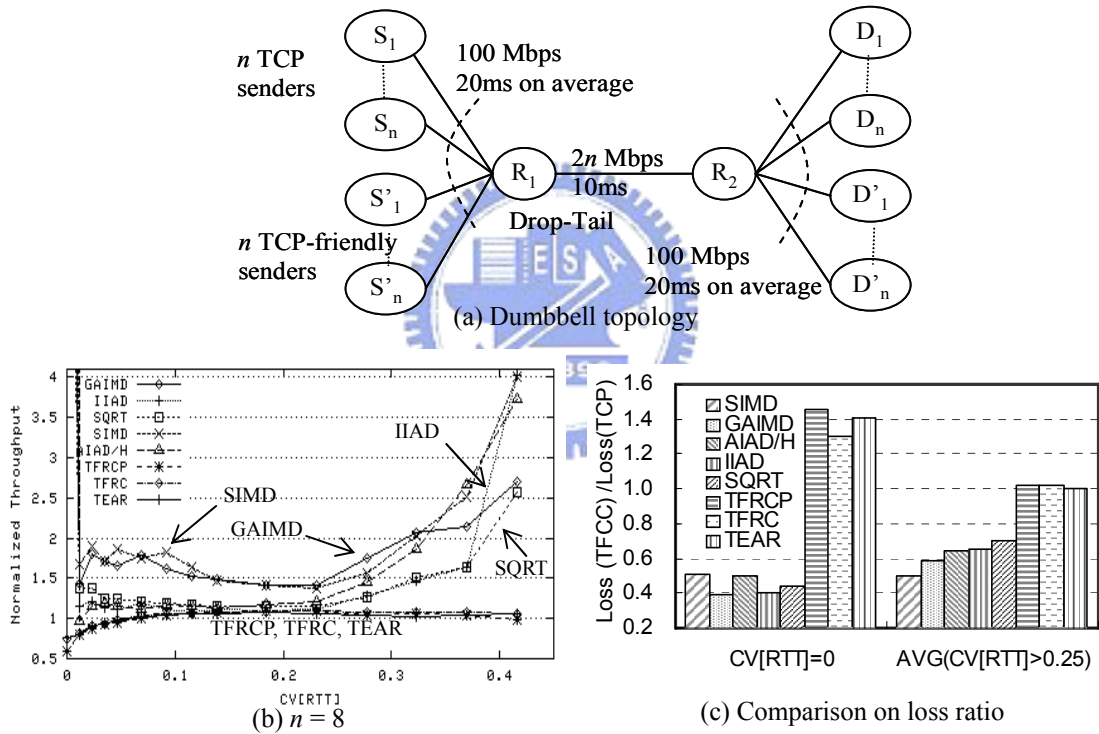 n TCP
senders
S1
Sn
S'1
n TCP-friendly
senders
S'n
100 Mbps
20ms on average
R1
2n Mbps
10ms
Drop-Tail
R2
D1
Dn
D'1
D'n
100 Mbps
20ms on average
E S A
(a) Dumbbell topology
Normalized Throughput
4
3.5
3
2.5
2
1.5
1
0.5
GAIMD
IIAD
SQRT
SIMD
AIAD/H
TFRCP
TFRC
TEAR
SIMD
GAIMD
IIAD
SQRT
TFRCP, TFRC, TEAR
0 0.1 0.2 0.3 0.4
CV[RTT]
(b) n = 8
Loss (TFCC) /Loss(TCP)
1.6
1.4
1.2
1.0
0.8
0.6
0.4
0.2
SIMD
GAIMD
AIAD/H
IIAD
SQRT
TFRCP
TFRC
TEAR
CV[RTT]=0 AVG(CV[RTT]>0.25)
(c) Comparison on loss ratio